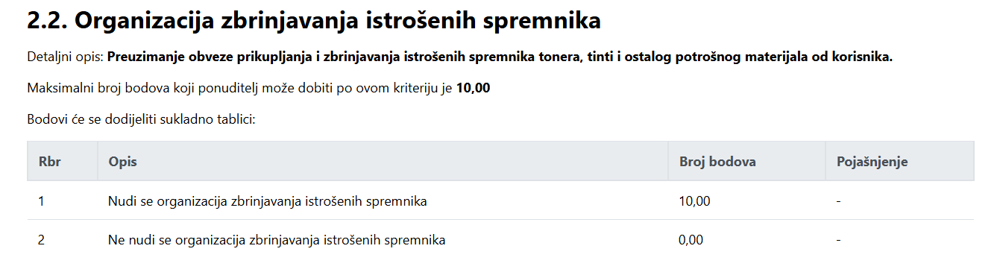 2.2. Organizacija zbrinjavanja istrošenih spremnika
Detaljni opis: Preuzimanje obveze prikupljanja i zbrinjavanja istrošenih spremnika tonera, tinti i ostalog potrošnog materijala od korisnika.
Maksimalni broj bodova koji ponuditelj može dobiti po ovom kriteriju je 10,00
Bodovi će se dodijeliti sukladno tablici:
Rbr Opis Broj bodova Pojašnjenje
1 Nudi se organizacija zbrinjavanja istrošenih spremnika 10,00 -
2 Ne nudi se organizacija zbrinjavanja istrošenih spremnika 0,00 -